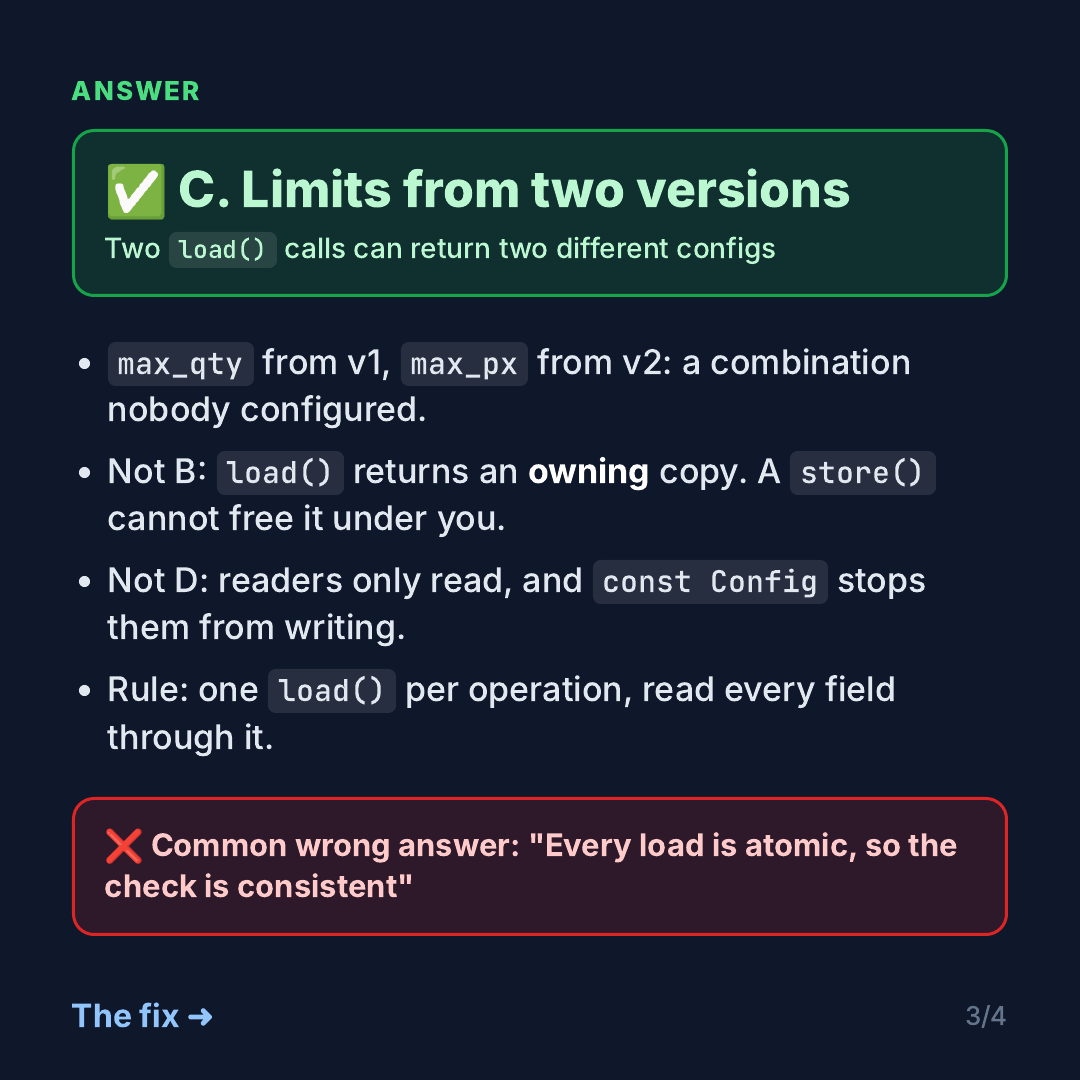 ANSWER
✅ C. Limits from two versions
Two load() calls can return two different configs
• max_qty from v1, max_px from v2: a combination
nobody configured.
• Not B: load() returns an owning copy. A store()
cannot free it under you.
• Not D: readers only read, and const Config stops
them from writing.
• Rule: one load() per operation, read every field
through it.
❌ Common wrong answer: "Every load is atomic, so the
check is consistent"
The fix ➜
3/4